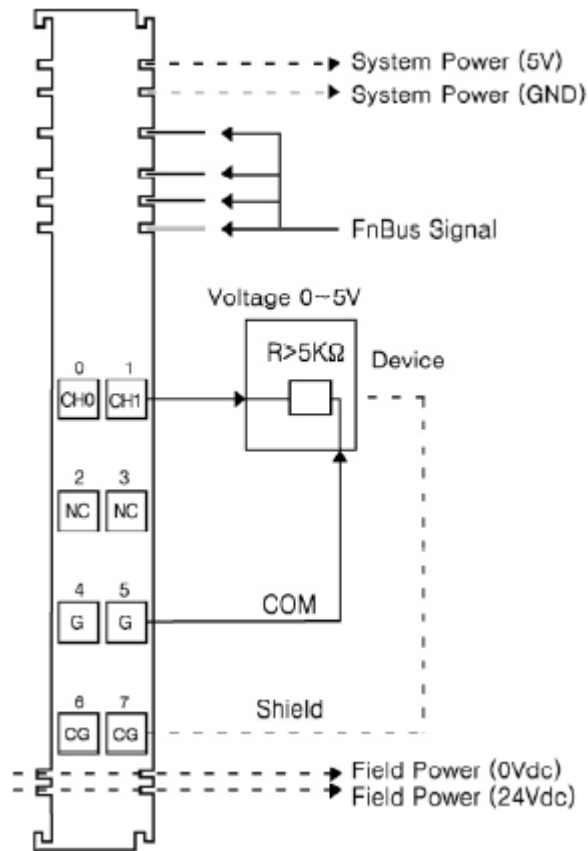 System Power (5V)
System Power (GND)
FnBus Signal
Voltage 0~5V
R>5KΩ
Device
0 1
CH0 CH1
2 3
NC NC
4 5
G G
COM
6 7
CG CG
Shield
Field Power (0Vdc)
Field Power (24Vdc)